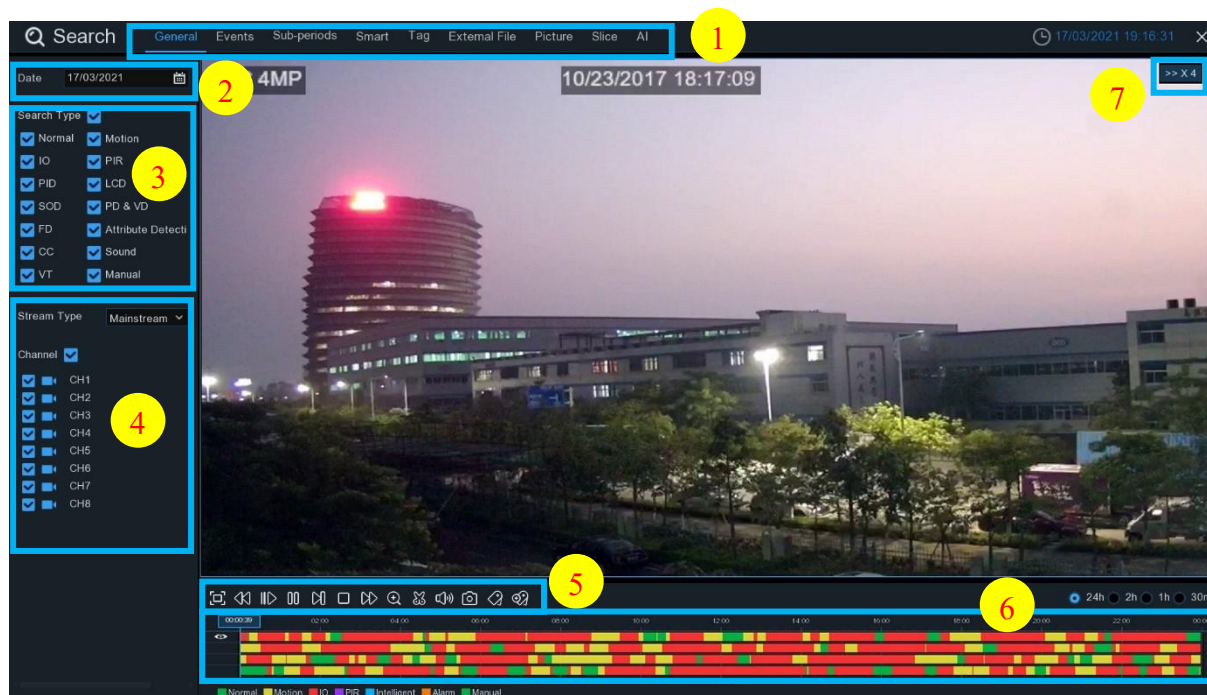 Search General Events Sub-periods Smart Tag External File Picture Slice AI 1 17/03/2021 19:16:31 X
Date 17/03/2021 2
4MP 10/23/2017 18:17:09 7 >> X 4
Search Type
Normal Motion
IO PIR
PID LCD 3
SOD PD & VD
FD Attribute Detecti
CC Sound
VT Manual
Stream Type Mainstream
Channel
CH1
CH2
CH3
CH4 4
CH5
CH6
CH7
CH8
5
24h 2h 1h 30m
6
00:00:39 02:00 04:00 06:00 08:00 10:00 12:00 14:00 16:00 18:00 20:00 22:00 00:00
Normal Motion IO PIR Intelligent Alarm Manual